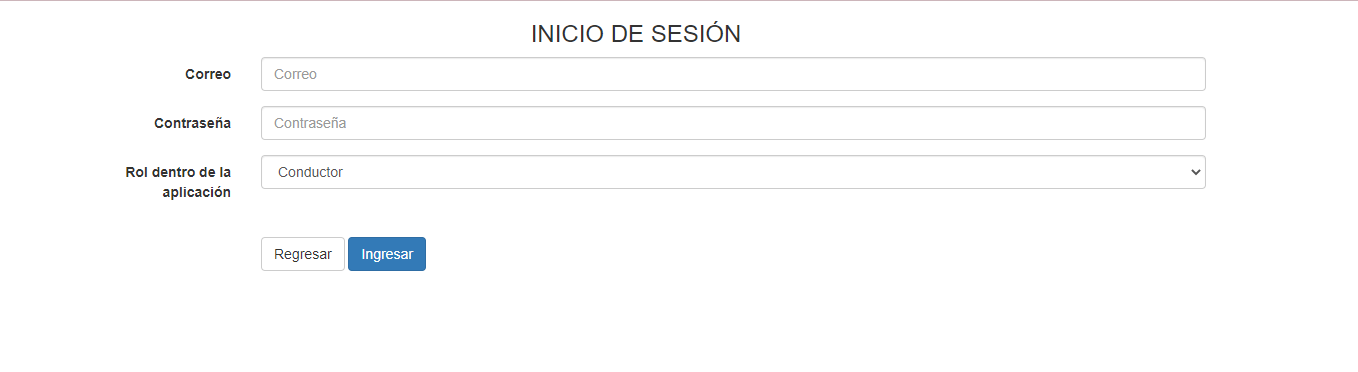 INICIO DE SESIÓN
Correo Correo
Contraseña Contraseña
Rol dentro de la Conductor
aplicación
Regresar Ingresar